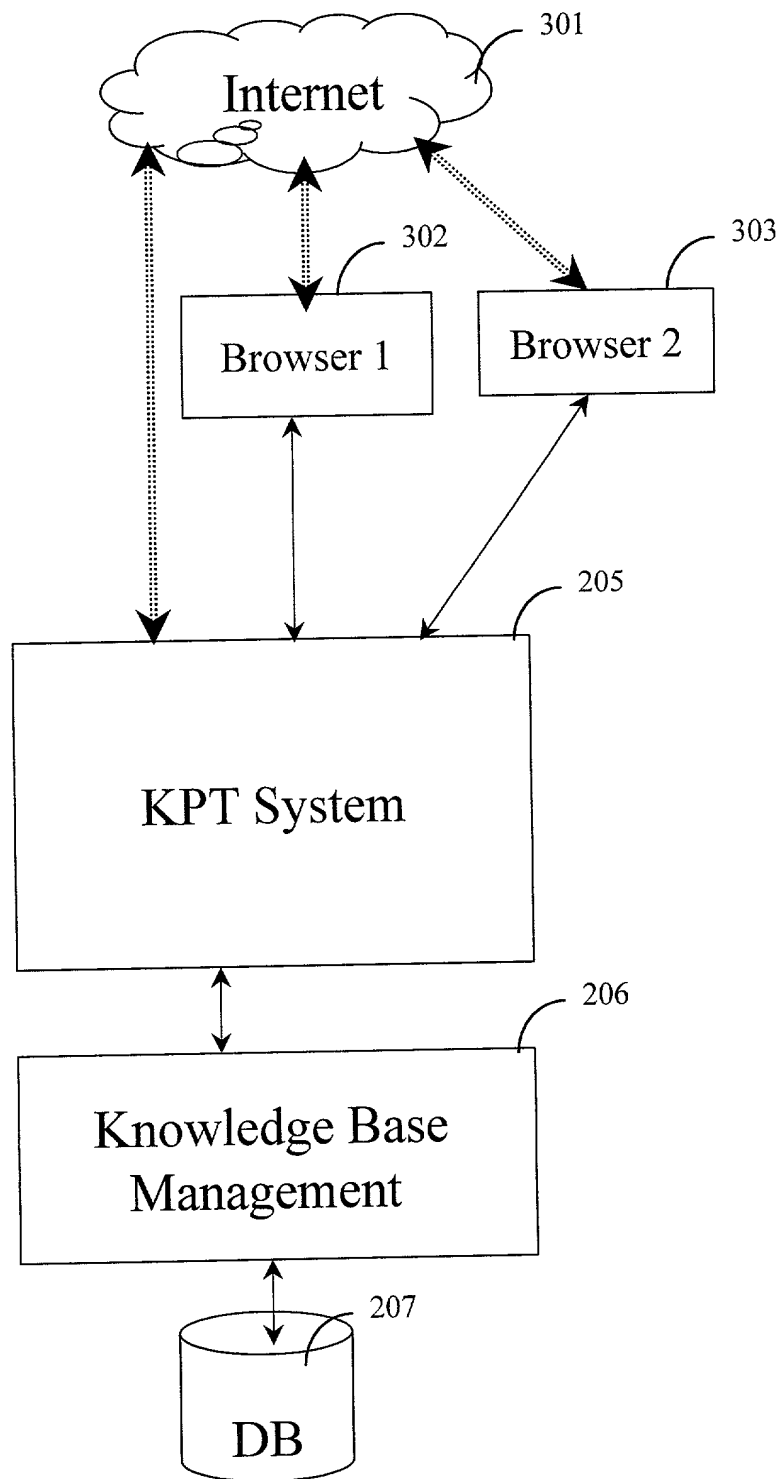 301
Internet
302
303
Browser 1
Browser 2
205
KPT System
206
Knowledge Base
Management
207
DB